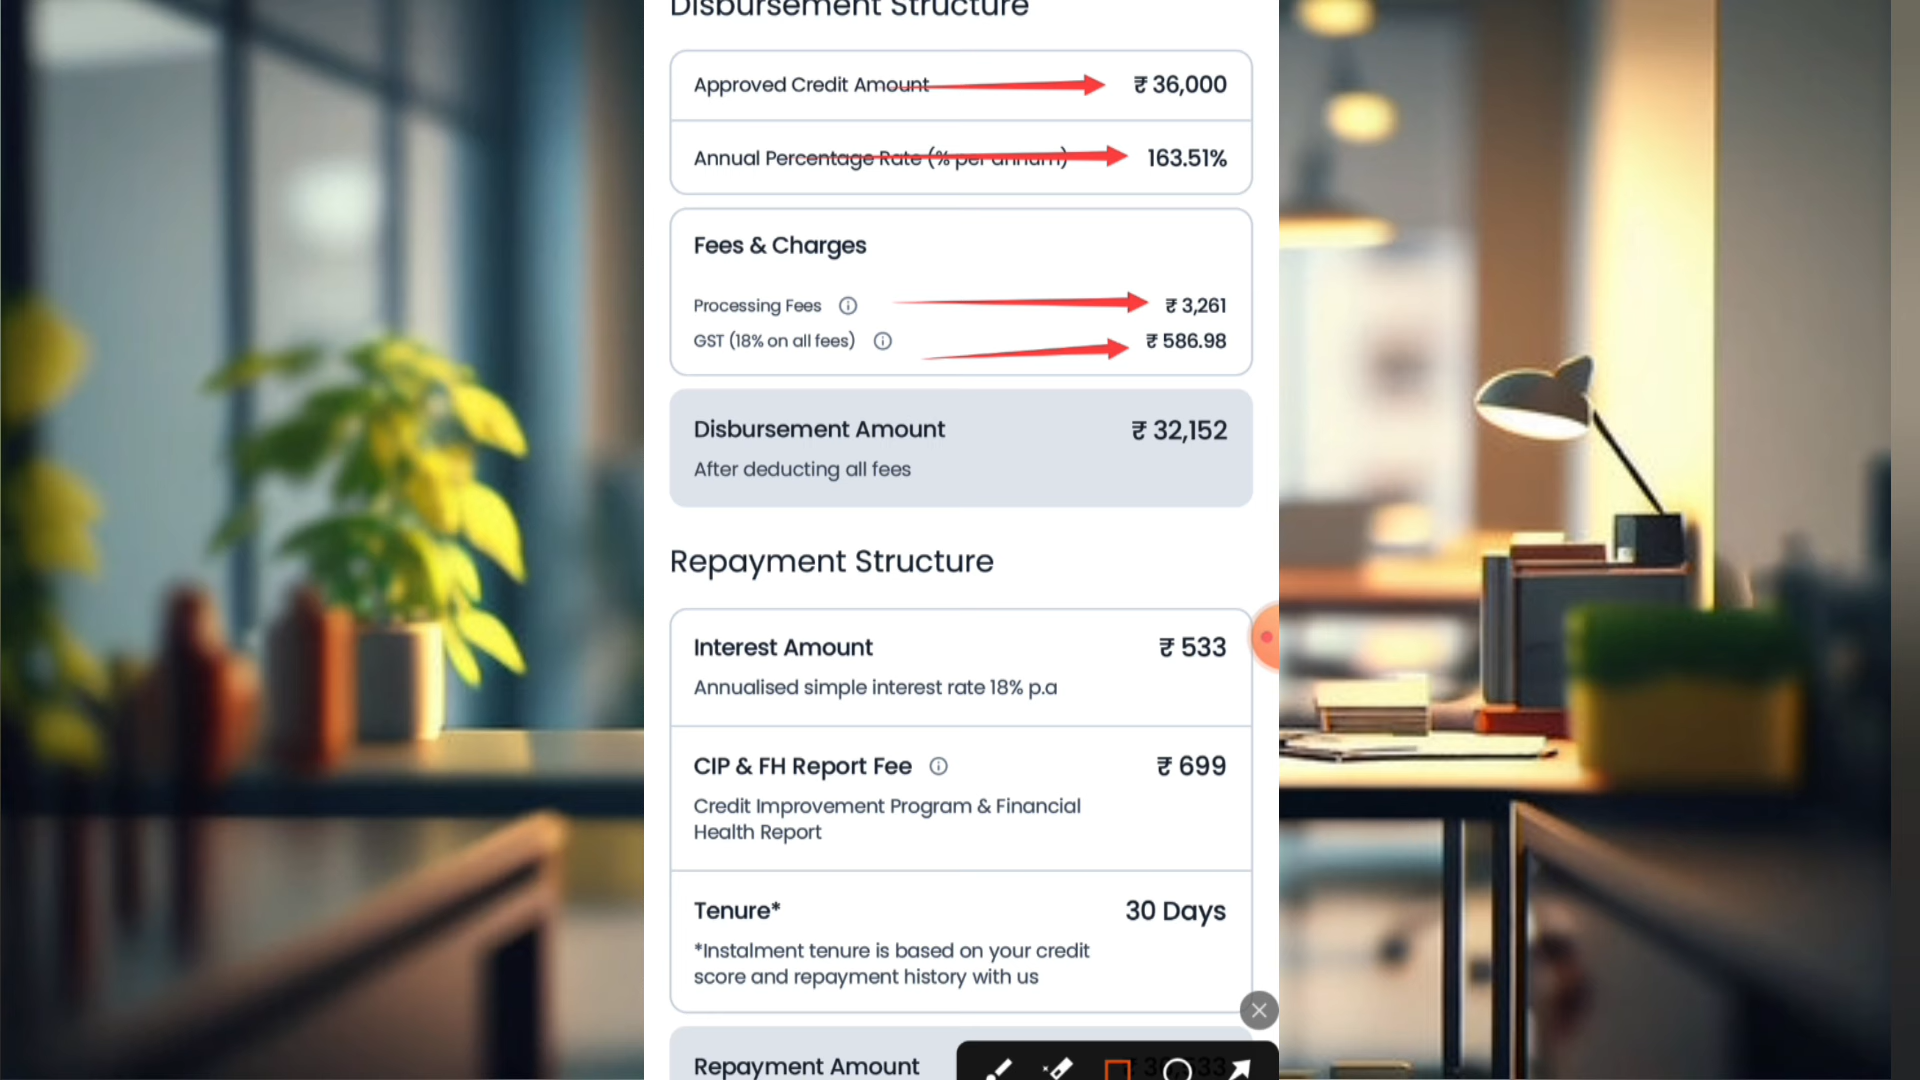 Disbursement Structure
Approved Credit Amount ₹ 36,000
Annual Percentage Rate (% per annum) 163.51%
Fees & Charges
Processing Fees ₹ 3,261
GST (18% on all fees) ₹ 586.98
Disbursement Amount ₹ 32,152
After deducting all fees
Repayment Structure
Interest Amount ₹ 533
Annualised simple interest rate 18% p.a
CIP & FH Report Fee ₹ 699
Credit Improvement Program & Financial
Health Report
Tenure* 30 Days
*Instalment tenure is based on your credit
score and repayment history with us
Repayment Amount